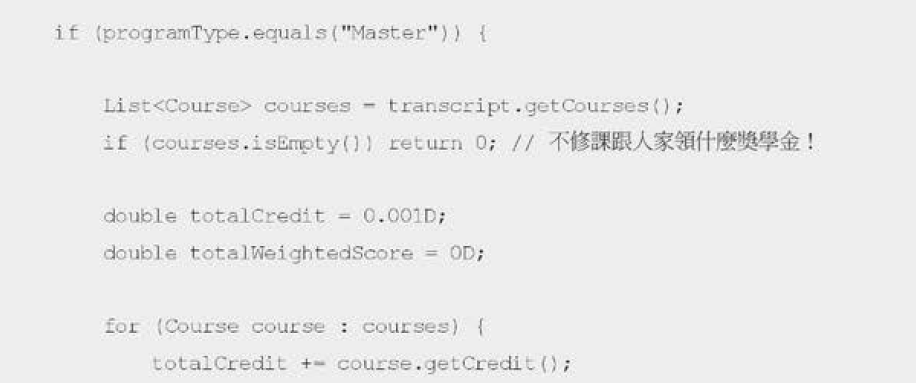 if (programType.equals("Master")) {
List<Course> courses = transcript.getCourses();
if (courses.isEmpty()) return 0; // 不修課跟人家領什麼獎學金！
double totalCredit = 0.001D;
double totalWeightedScore = 0D;
for (Course course : courses) {
totalCredit += course.getCredit();